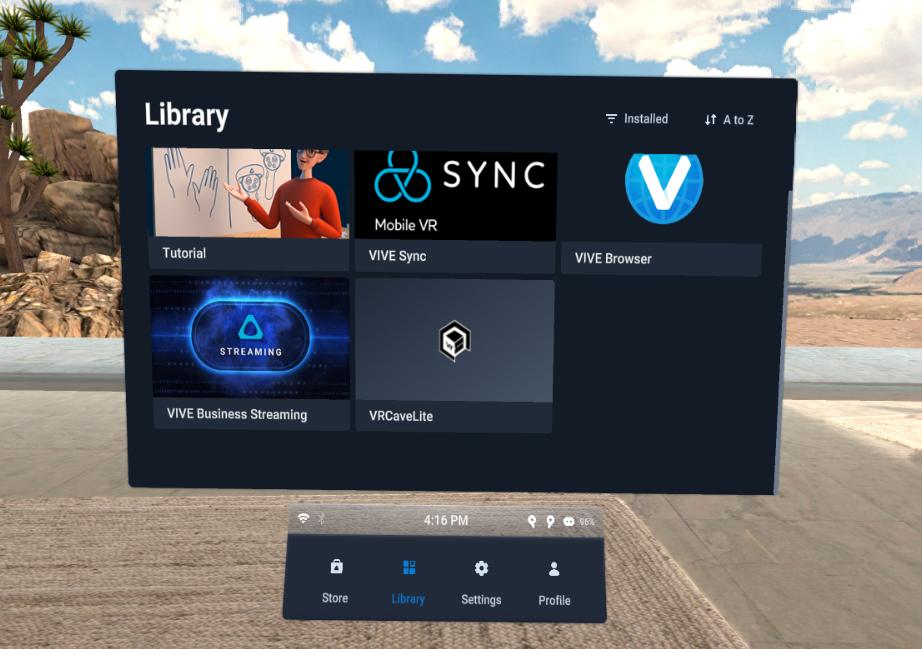 Library
Installed
A to Z
SYNC
Mobile VR
Tutorial
VIVE Sync
VIVE Browser
STREAMING
VIVE Business Streaming
VRCaveLite
4:16 PM
96%
Store
Library
Settings
Profile